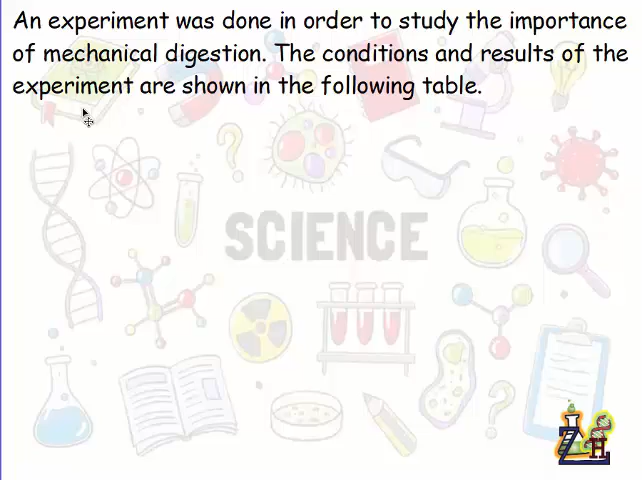 An experiment was done in order to study the importance
of mechanical digestion. The conditions and results of the
experiment are shown in the following table.
SCIENCE
ZH